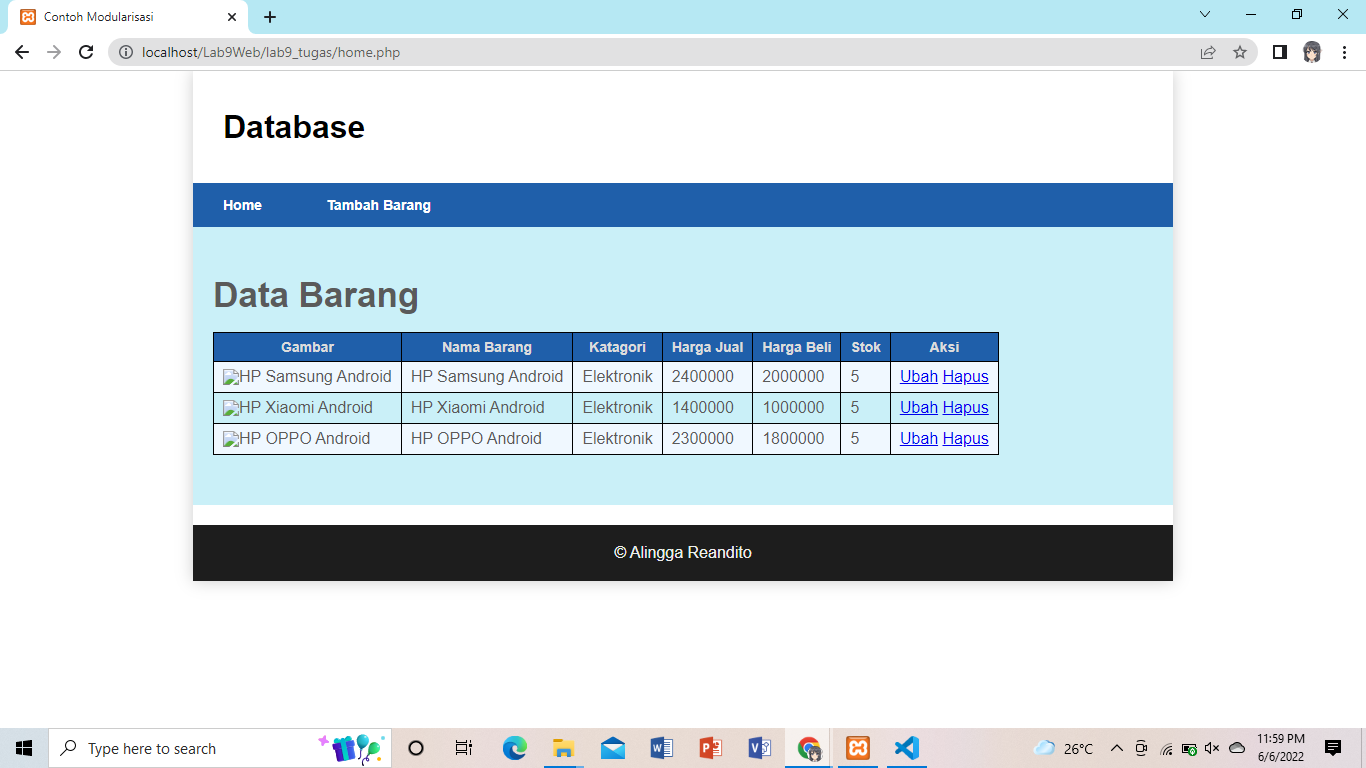 Contoh Modularisasi
localhost/Lab9Web/lab9_tugas/home.php
Database
Home Tambah Barang
Data Barang
Gambar Nama Barang Katagori Harga Jual Harga Beli Stok Aksi
HP Samsung Android HP Samsung Android Elektronik 2400000 2000000 5 Ubah Hapus
HP Xiaomi Android HP Xiaomi Android Elektronik 1400000 1000000 5 Ubah Hapus
HP OPPO Android HP OPPO Android Elektronik 2300000 1800000 5 Ubah Hapus
© Alingga Reandito
Type here to search
26°C
11:59 PM
6/6/2022